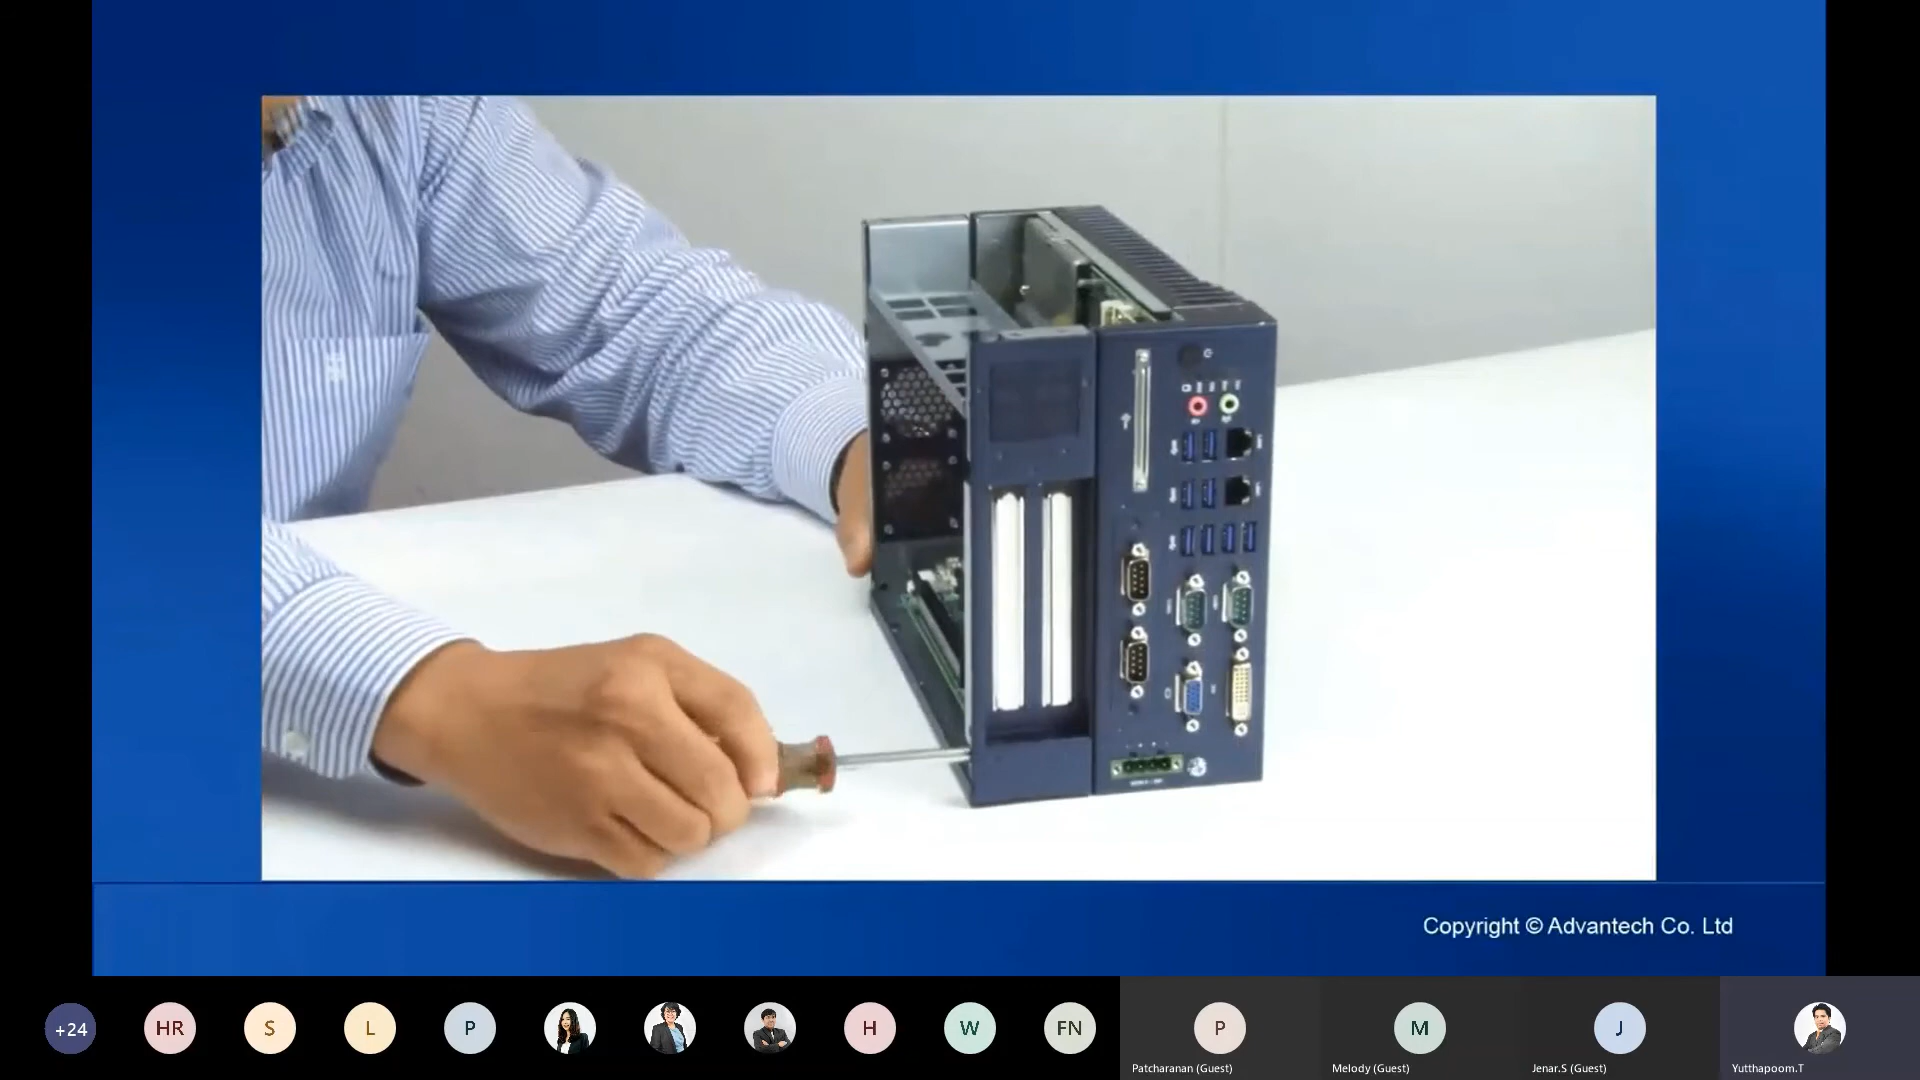 Copyright © Advantech Co. Ltd
+24
HR
S
L
P
H
W
FN
P
M
J
Patcharanan (Guest)
Melody (Guest)
Jenar.S (Guest)
Yutthapoom.T